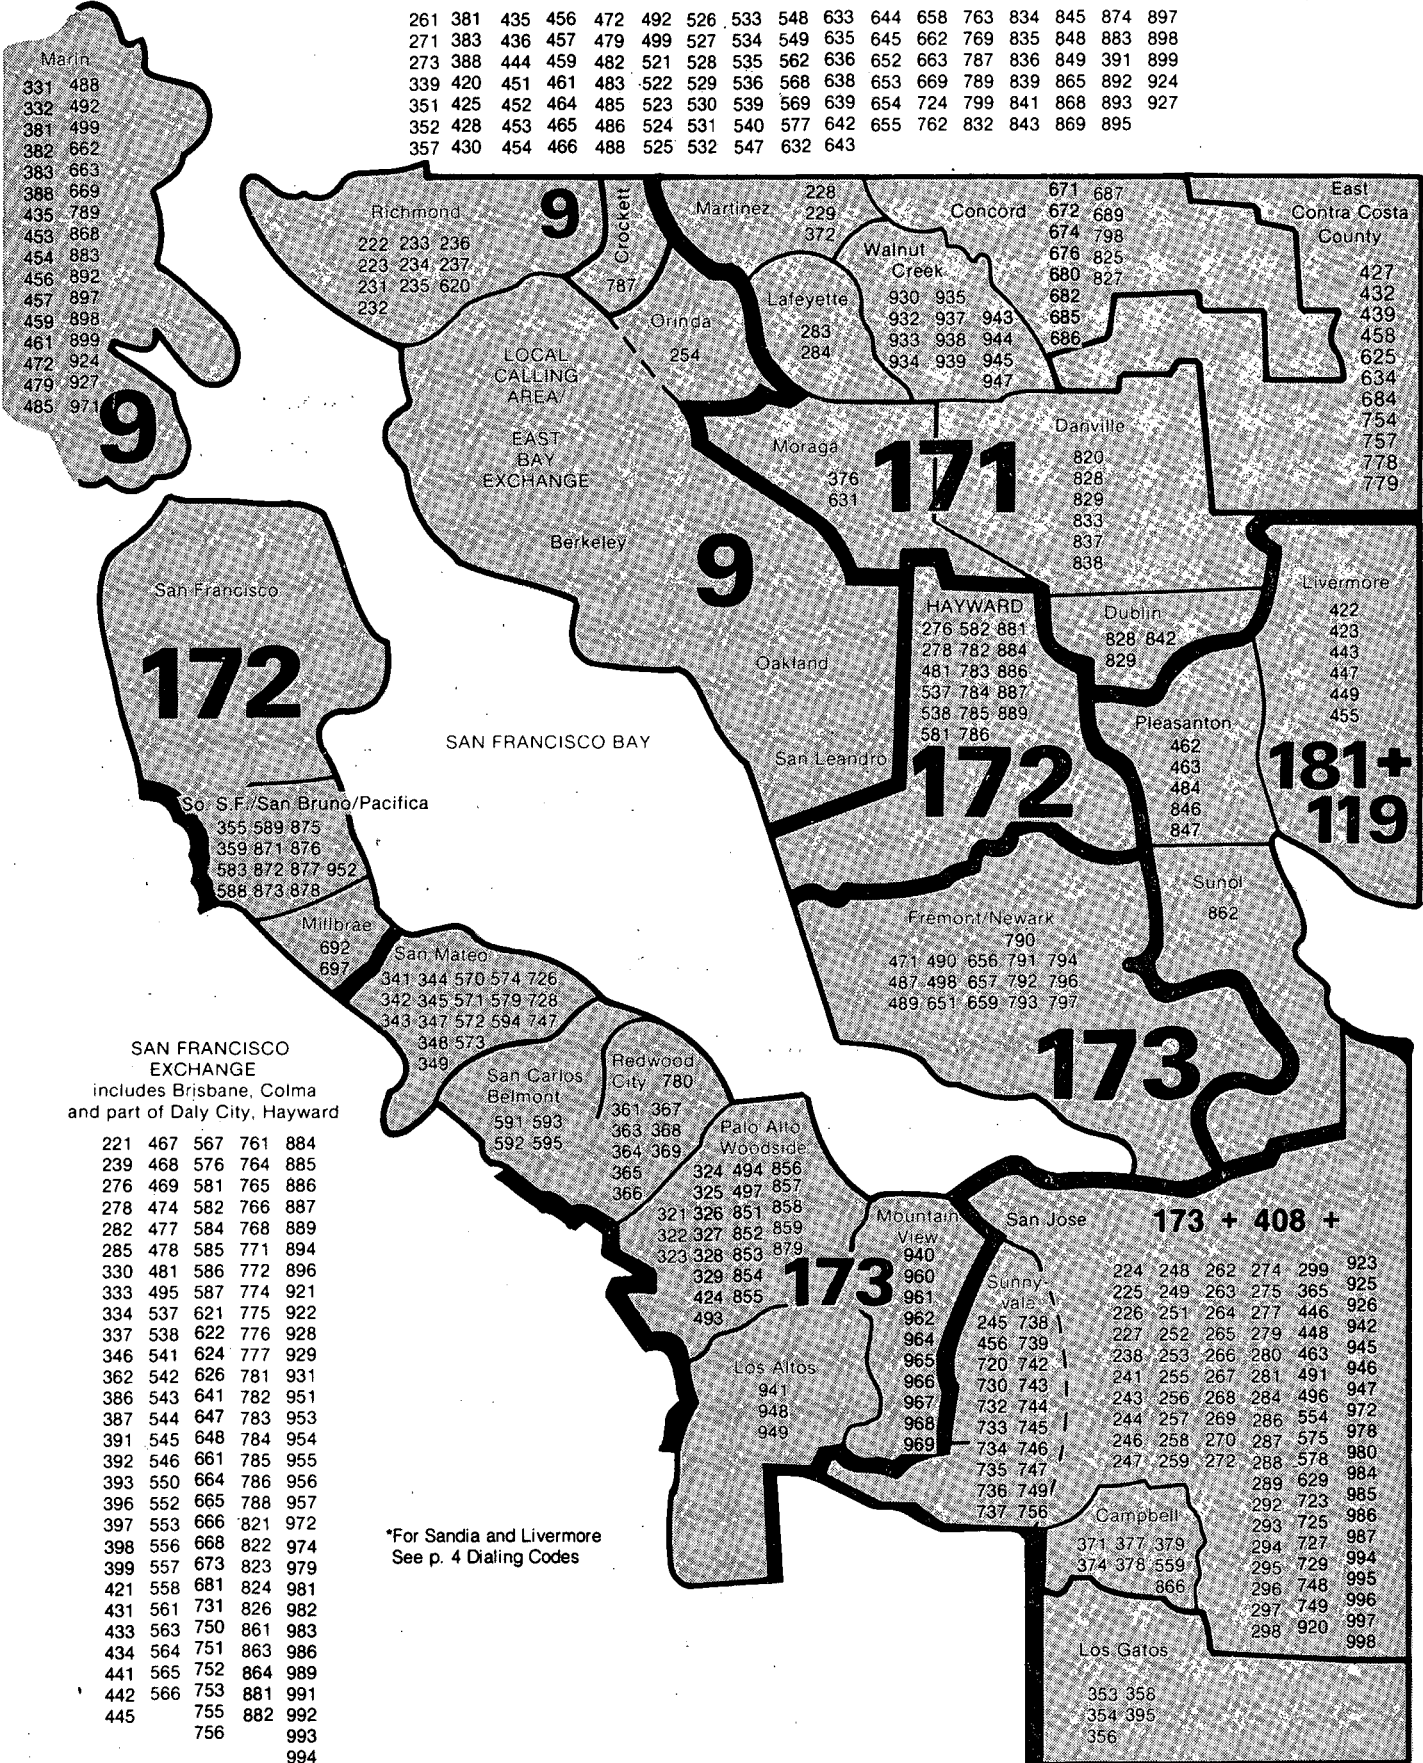 261 381 435 456 472 492 526 533 548 633 644 658 763 834 845 874 897
271 383 436 457 479 499 527 534 549 635 645 662 769 835 848 883 898
273 388 444 459 482 521 528 535 562 636 652 663 787 836 849 391 899
339 420 451 461 483 522 529 536 568 638 653 669 789 839 865 892 924
351 425 452 464 485 523 530 539 569 639 654 724 799 841 868 893 927
352 428 453 465 486 524 531 540 577 642 655 762 832 843 869 895
357 430 454 466 488 525 532 547 632 643
Marin
331 488
332 492
381 499
382 662
383 663
388 669
435 789
453 868
454 883
456 892
457 897
459 898
461 899
472 924
479 927
485 971
9
Richmond
9
222 233 236
223 234 237
231 235 620
232
Crockett
787
Martinez
228
229
372
Orinda
254
Lafeyette
283
284
Walnut
Creek
930 935
932 937 943
933 938 944
934 939 945
947
Concord
671 687
672 689
674 798
676 825
680 827
682
685
686
East
Contra Costa
County
427
432
439
458
625
634
684
754
757
778
779
LOCAL
CALLING
AREA/
EAST
BAY
EXCHANGE
Berkeley
9
Oakland
San Leandro
Moraga
376
631
171
Danville
820
828
829
833
837
838
HAYWARD
276 582 881
278 782 884
481 783 886
537 784 887
538 785 889
581 786
172
Dublin
828 842
829
Pleasanton
462
463
484
846
847
Livermore
422
423
443
447
449
455
181+
119
Sunol
862
Fremont/Newark
790
471 490 656 791 794
487 498 657 792 796
489 651 659 793 797
173
San Francisco
172
SAN FRANCISCO BAY
So. S.F./San Bruno/Pacifica
355 589 875
359 871 876
583 872 877 952
588 873 878
Millbrae
692
697
San Mateo
341 344 570 574 726
342 345 571 579 728
343 347 572 594 747
348 573
349
San Carlos
Belmont
591 593
592 595
Redwood
City 780
361 367
363 368
364 369
365
366
Palo Alto
Woodside
324 494 856
325 497 857
321 326 851 858
322 327 852 859
323 328 853 879
329 854
424 855
493
173
Los Altos
941
948
949
Mountain
View
940
960
961
962
964
965
966
967
968
969
Sunny-
vale
245 738
456 739
720 742
730 743
732 744
733 745
734 746
735 747
736 749
737 756
San Jose
173 + 408 +
224 248 262 274 299 923
225 249 263 275 365 925
226 251 264 277 446 926
227 252 265 279 448 942
238 253 266 280 463 945
241 255 267 281 491 946
243 256 268 284 496 947
244 257 269 286 554 972
246 258 270 287 575 978
247 259 272 288 578 980
289 629 984
292 723 985
293 725 986
294 727 987
295 729 994
296 748 995
297 749 996
298 920 997
998
Campbell
371 377 379
374 378 559
866
Los Gatos
353 358
354 395
356
SAN FRANCISCO
EXCHANGE
includes Brisbane, Colma
and part of Daly City, Hayward
221 467 567 761 884
239 468 576 764 885
276 469 581 765 886
278 474 582 766 887
282 477 584 768 889
285 478 585 771 894
330 481 586 772 896
333 495 587 774 921
334 537 621 775 922
337 538 622 776 928
346 541 624 777 929
362 542 626 781 931
386 543 641 782 951
387 544 647 783 953
391 545 648 784 954
392 546 661 785 955
393 550 664 786 956
396 552 665 788 957
397 553 666 821 972
398 556 668 822 974
399 557 673 823 979
421 558 681 824 981
431 561 731 826 982
433 563 750 861 983
434 564 751 863 986
441 565 752 864 989
442 566 753 881 991
445 755 882 992
756 993
994
*For Sandia and Livermore
See p. 4 Dialing Codes